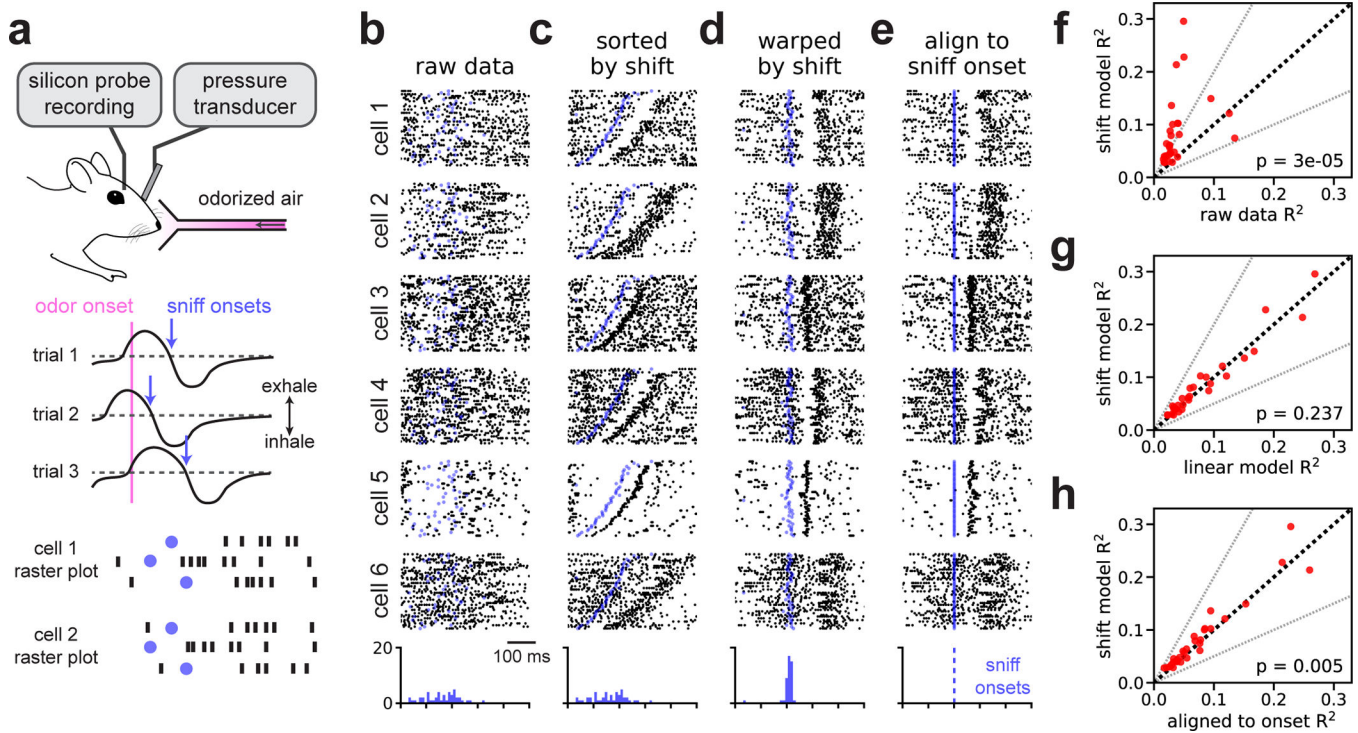 a
silicon probe
recording
pressure
transducer
odorized air
odor onset
sniff onsets
trial 1
trial 2
trial 3
exhale
inhale
cell 1
raster plot
cell 2
raster plot
b
raw data
c
sorted
by shift
d
warped
by shift
e
align to
sniff onset
cell 1
cell 2
cell 3
cell 4
cell 5
cell 6
100 ms
20
0
sniff
onsets
f
shift model R²
0.3
0.2
0.1
0.0
p = 3e-05
0.0 0.1 0.2 0.3
raw data R²
g
shift model R²
0.3
0.2
0.1
0.0
p = 0.237
0.0 0.1 0.2 0.3
linear model R²
h
shift model R²
0.3
0.2
0.1
0.0
p = 0.005
0.0 0.1 0.2 0.3
aligned to onset R²